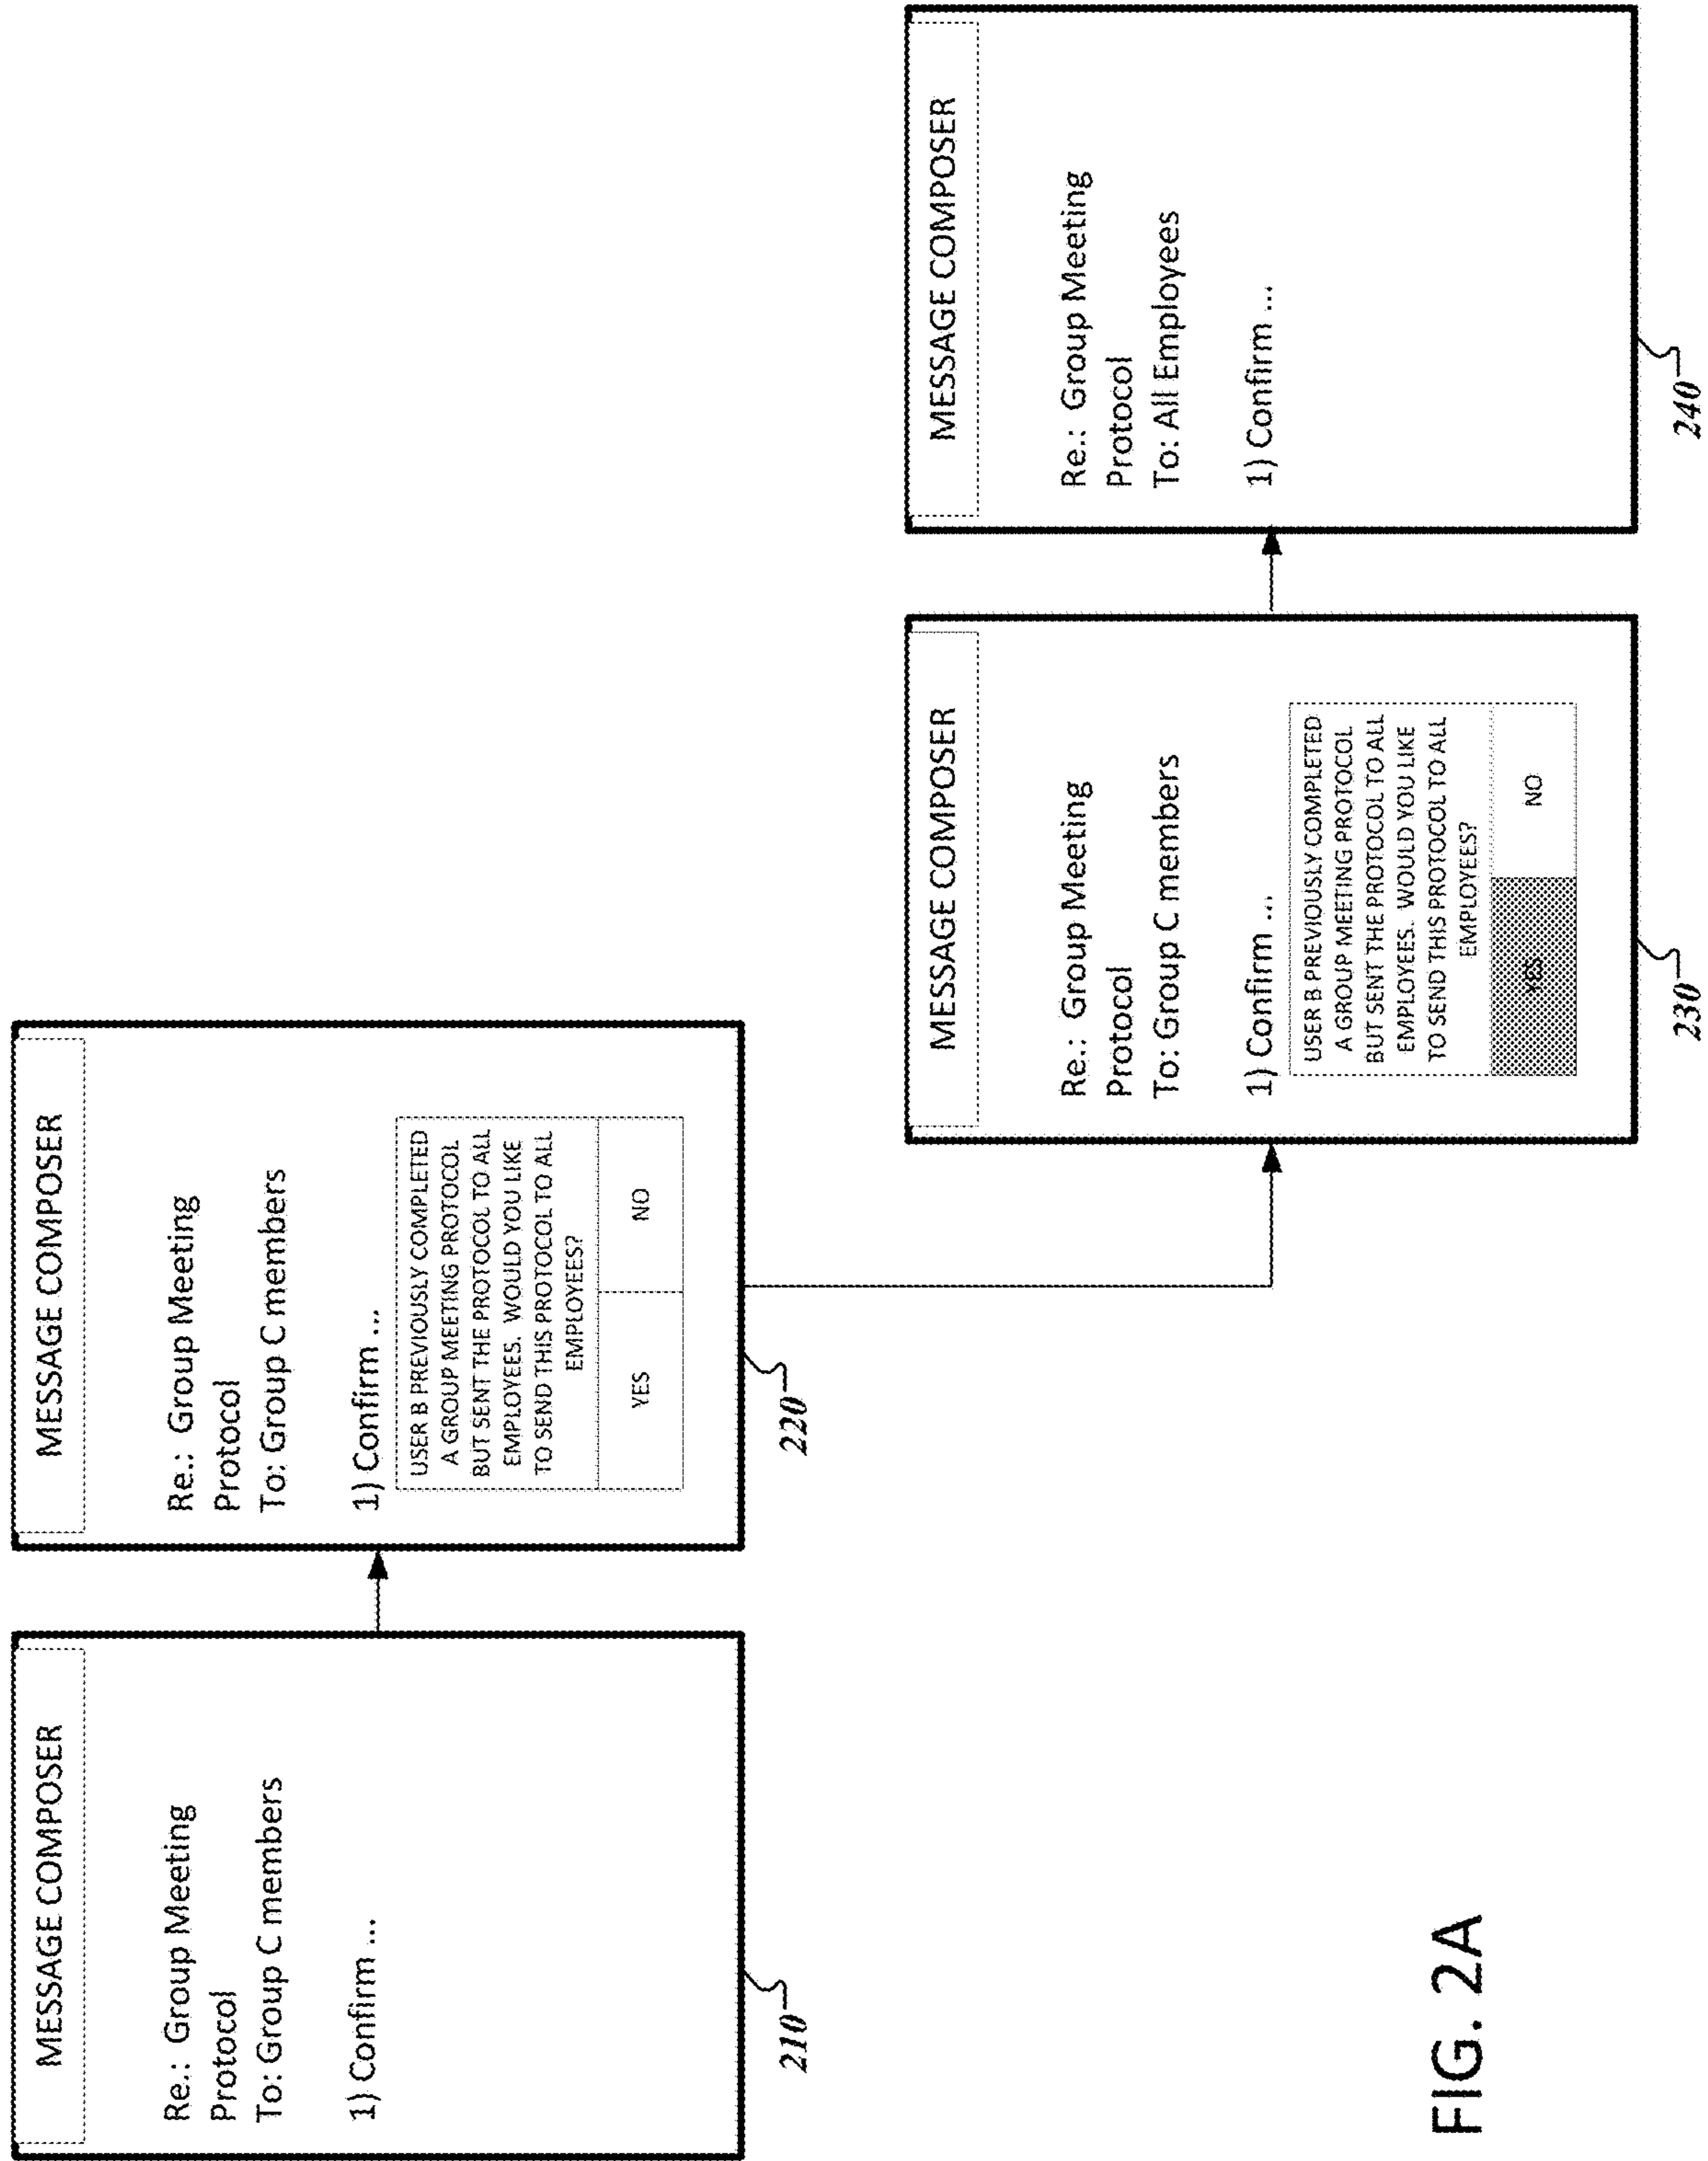 MESSAGE COMPOSER
Re.: Group Meeting
Protocol
To: Group C members
1) Confirm ...
210
MESSAGE COMPOSER
Re.: Group Meeting
Protocol
To: Group C members
1) Confirm ...
USER B PREVIOUSLY COMPLETED
A GROUP MEETING PROTOCOL
BUT SENT THE PROTOCOL TO ALL
EMPLOYEES. WOULD YOU LIKE
TO SEND THIS PROTOCOL TO ALL
EMPLOYEES?
YES NO
220
MESSAGE COMPOSER
Re.: Group Meeting
Protocol
To: Group C members
1) Confirm ...
USER B PREVIOUSLY COMPLETED
A GROUP MEETING PROTOCOL
BUT SENT THE PROTOCOL TO ALL
EMPLOYEES. WOULD YOU LIKE
TO SEND THIS PROTOCOL TO ALL
EMPLOYEES?
YES NO
230
MESSAGE COMPOSER
Re.: Group Meeting
Protocol
To: All Employees
1) Confirm ...
240
FIG. 2A